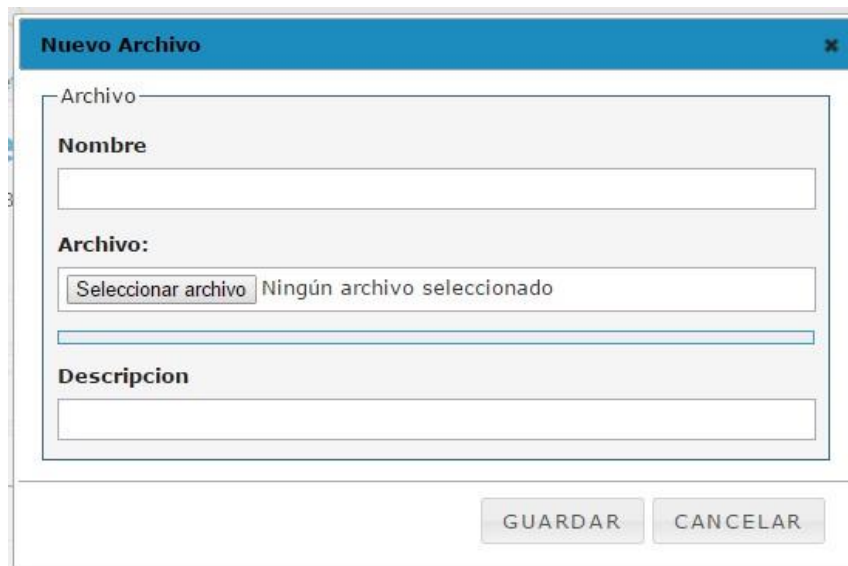 Nuevo Archivo
Archivo
Nombre
Archivo:
Seleccionar archivo Ningún archivo seleccionado
Descripcion
GUARDAR CANCELAR